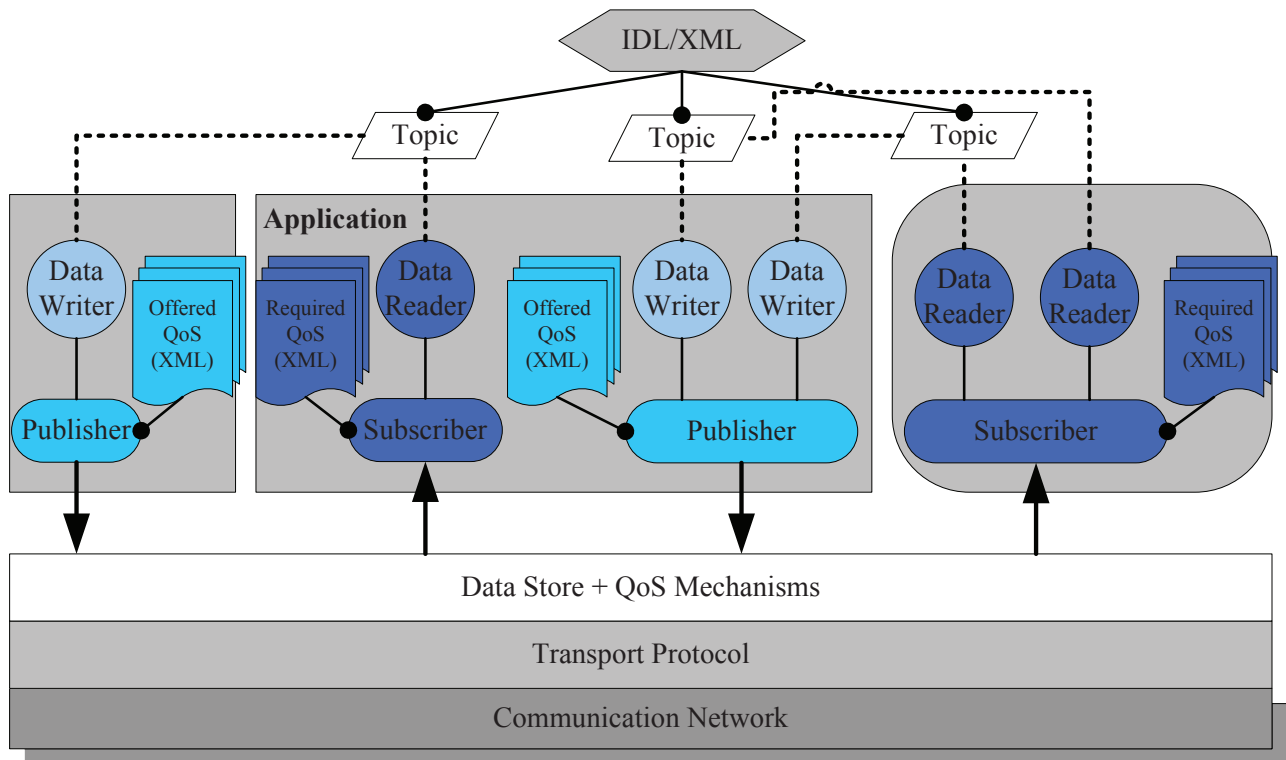 IDL/XML
Topic
Topic
Topic
Application
Data
Writer
Offered
QoS
(XML)
Publisher
Required
QoS
(XML)
Data
Reader
Subscriber
Offered
QoS
(XML)
Data
Writer
Data
Writer
Publisher
Data
Reader
Data
Reader
Required
QoS
(XML)
Subscriber
Data Store + QoS Mechanisms
Transport Protocol
Communication Network